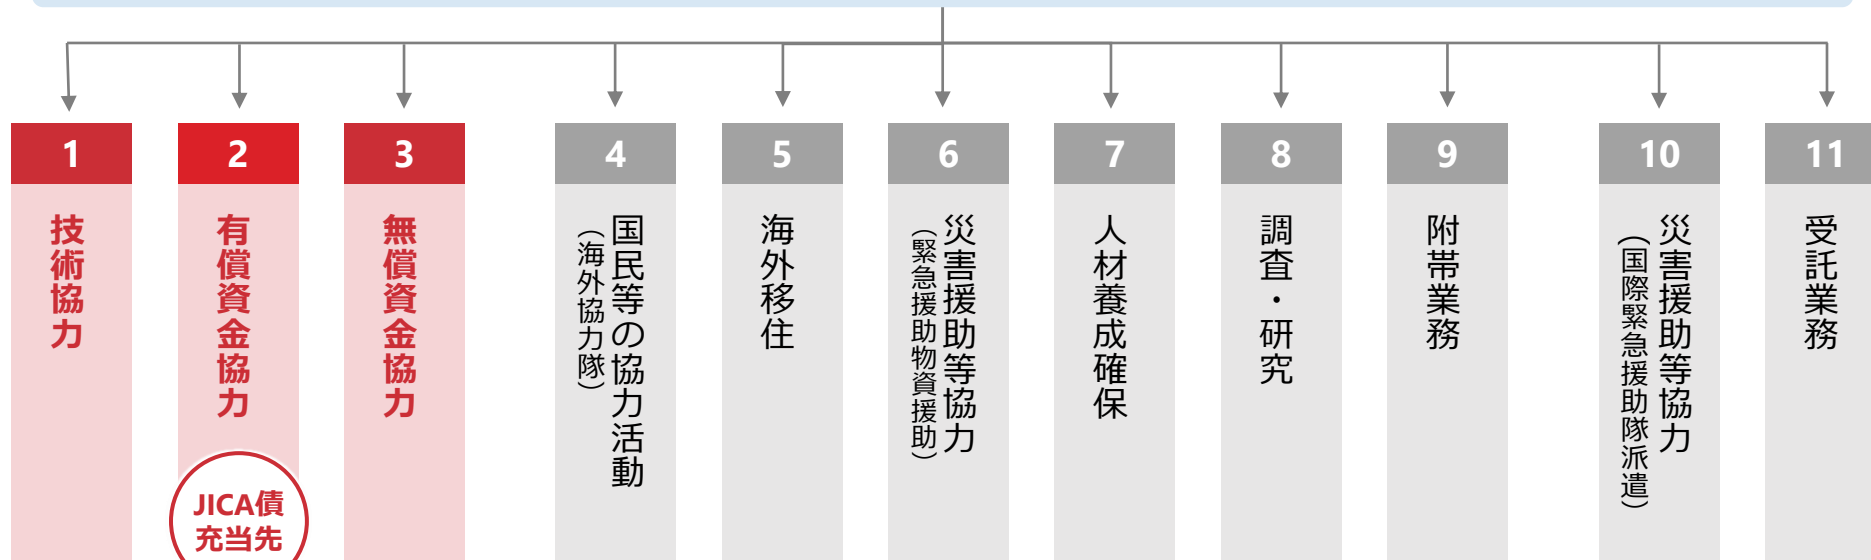 1
技術協力
2
有償資金協力
JICA債
充当先
3
無償資金協力
4
国民等の協力活動
（海外協力隊）
5
海外移住
6
災害援助等協力
（緊急援助物資援助）
7
人材養成確保
8
調査・研究
9
附帯業務
10
災害援助等協力
（国際緊急援助隊派遣）
11
受託業務